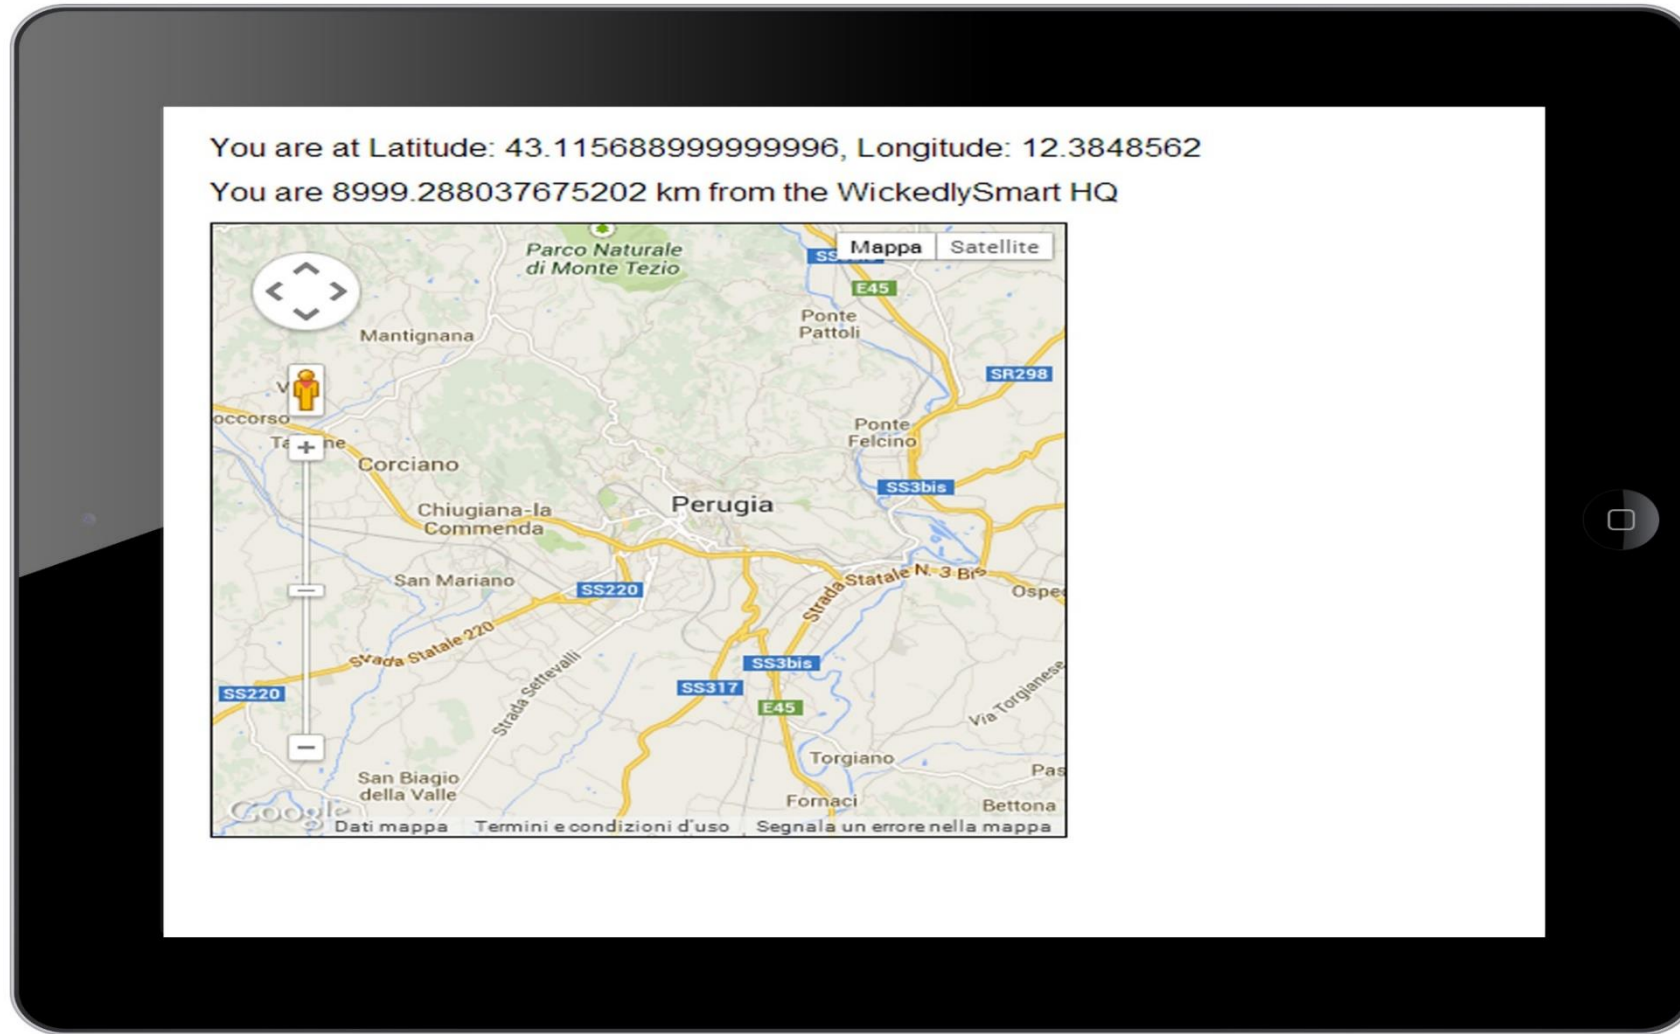 You are at Latitude: 43.115688999999996, Longitude: 12.3848562
You are 8999.288037675202 km from the WickedlySmart HQ
Parco Naturale
di Monte Tezio
Mappa
Satellite
E45
Ponte
Pattoli
Mantignana
SR298
occorso
Ponte
Felcino
Corciano
SS3bis
Perugia
Chiugiana-la
Commenda
San Mariano
SS220
Strada Statale N. 3 Bis
Strada Statale 220
SS3bis
Strada Settevalli
SS317
SS220
E45
Via Torgianese
Torgiano
San Biagio
della Valle
Fornaci
Bettona
Google
Dati mappa
Termini e condizioni d'uso
Segnala un errore nella mappa